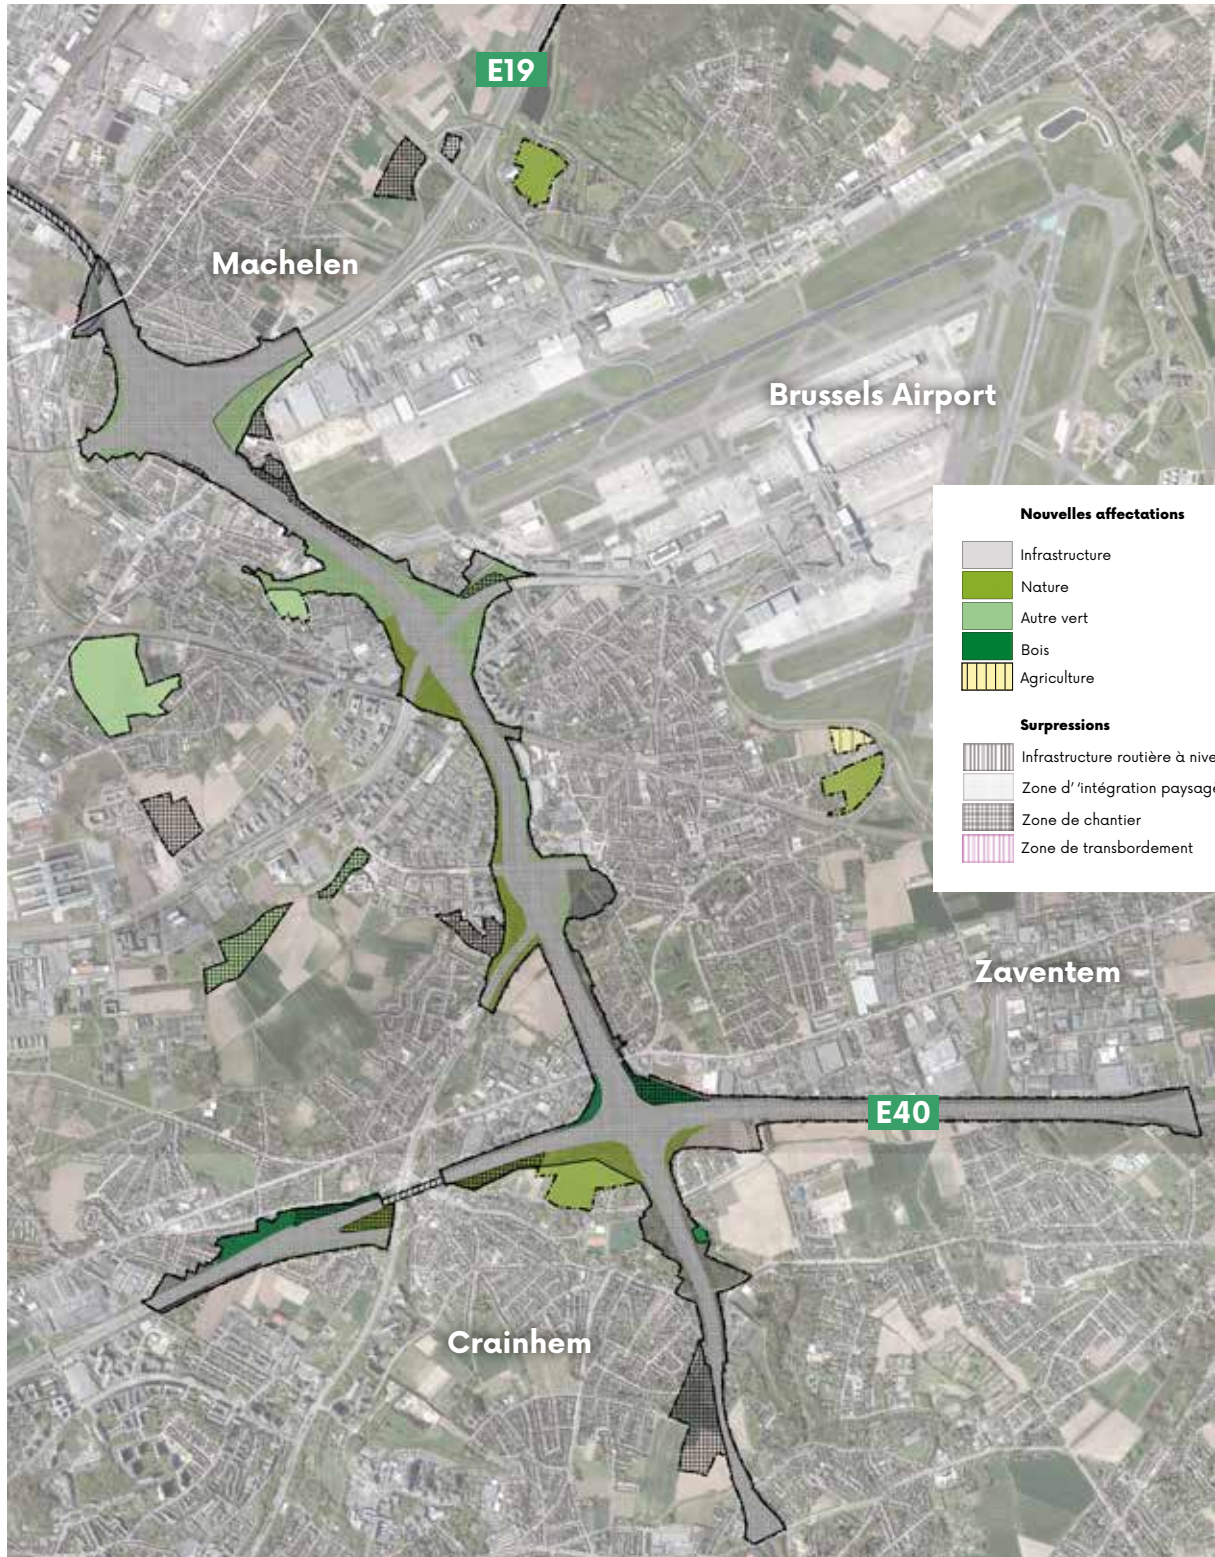 E19
Machelen
Brussels Airport
Nouvelles affectations
Infrastructure
Nature
Autre vert
Bois
Agriculture
Surpressions
Infrastructure routière à nive
Zone d' 'intégration paysagè
Zone de chantier
Zone de transbordement
Zaventem
E40
Crainhem